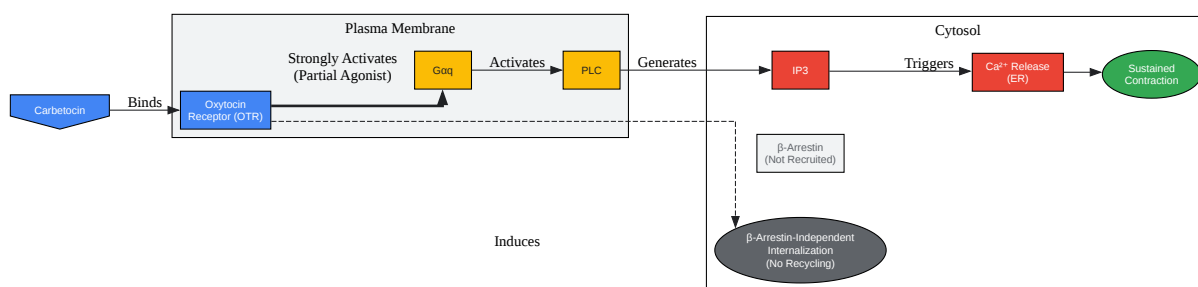 Plasma Membrane
Cytosol
Strongly Activates
(Partial Agonist)
Gαq
Activates
PLC
Generates
IP3
Triggers
Ca²⁺ Release
(ER)
Sustained
Contraction
Carbetocin
Binds
Oxytocin
Receptor (OTR)
β-Arrestin
(Not Recruited)
Induces
β-Arrestin-Independent
Internalization
(No Recycling)